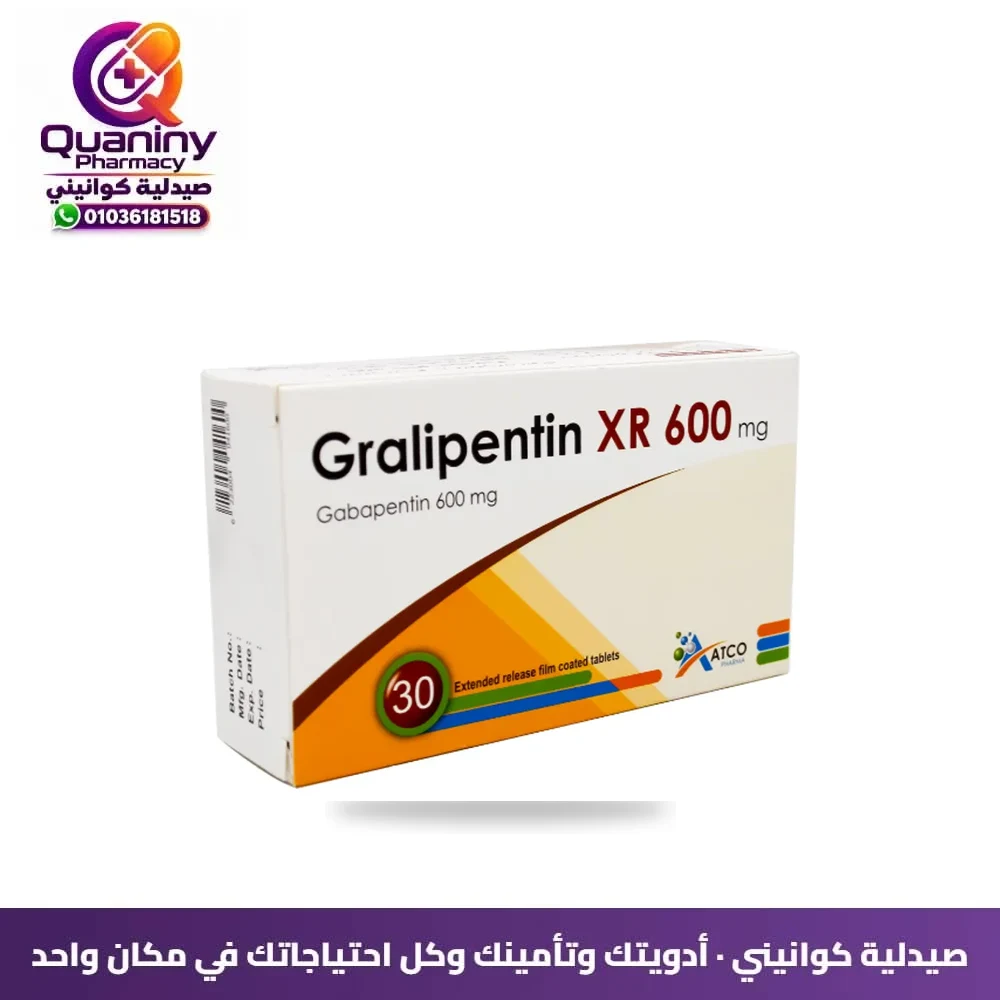 Quaniny
Pharmacy
صيدلية كوانيني
01036181518
Gralipentin XR 600 mg
Gabapentin 600 mg
30
Extended release film coated tablets
ATCO
PHARMA
Batch No.:
Mfg. Date :
Exp. Date :
Price :
صيدلية كوانيني · أدويتك وتأمينك وكل احتياجاتك في مكان واحد